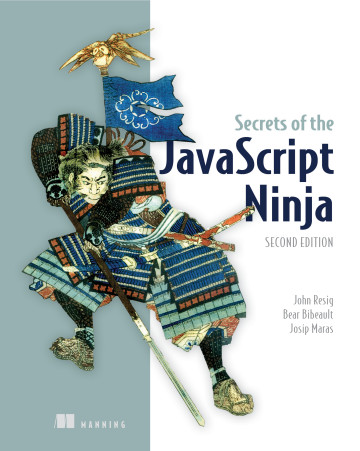 Secrets of the
JavaScript
Ninja
SECOND EDITION
John Resig
Bear Bibeault
Josip Maras
MANNING